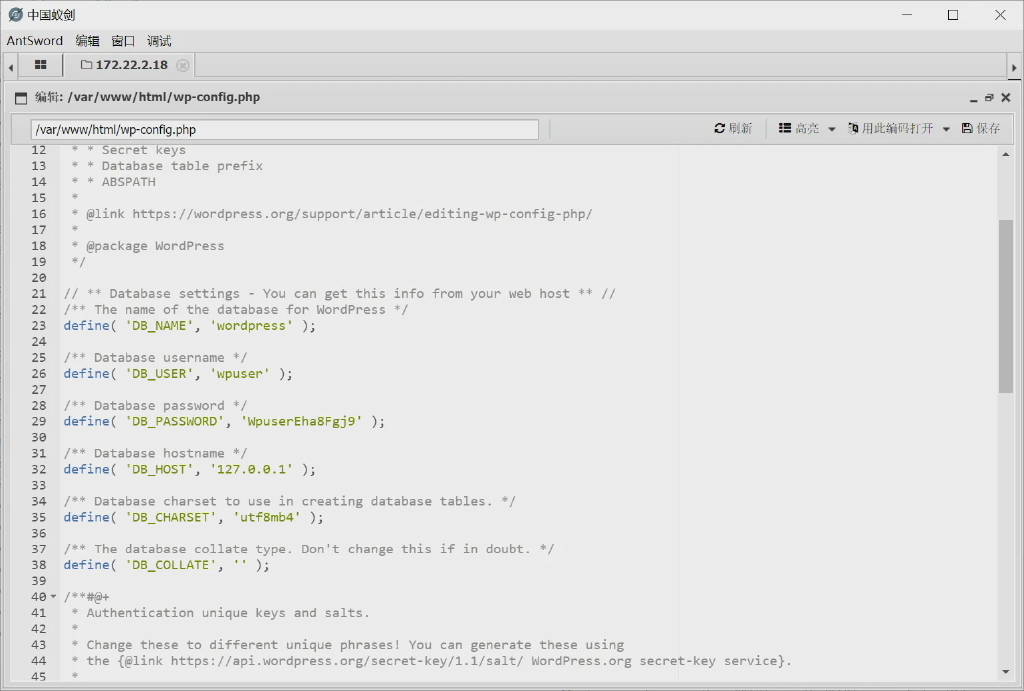 中国蚁剑
AntSword 编辑 窗口 调试
172.22.2.18
编辑: /var/www/html/wp-config.php
/var/www/html/wp-config.php 刷新 高亮 用此编码打开 保存
12 * * Secret keys
13 * * Database table prefix
14 * * ABSPATH
15 *
16 * @link https://wordpress.org/support/article/editing-wp-config-php/
17 *
18 * @package WordPress
19 */
20
21 // ** Database settings - You can get this info from your web host ** //
22 /** The name of the database for WordPress */
23 define( 'DB_NAME', 'wordpress' );
24
25 /** Database username */
26 define( 'DB_USER', 'wpuser' );
27
28 /** Database password */
29 define( 'DB_PASSWORD', 'WpuserEha8Fgj9' );
30
31 /** Database hostname */
32 define( 'DB_HOST', '127.0.0.1' );
33
34 /** Database charset to use in creating database tables. */
35 define( 'DB_CHARSET', 'utf8mb4' );
36
37 /** The database collate type. Don't change this if in doubt. */
38 define( 'DB_COLLATE', '' );
39
40 /**#@+
41 * Authentication unique keys and salts.
42 *
43 * Change these to different unique phrases! You can generate these using
44 * the {@link https://api.wordpress.org/secret-key/1.1/salt/ WordPress.org secret-key service}.
45 *